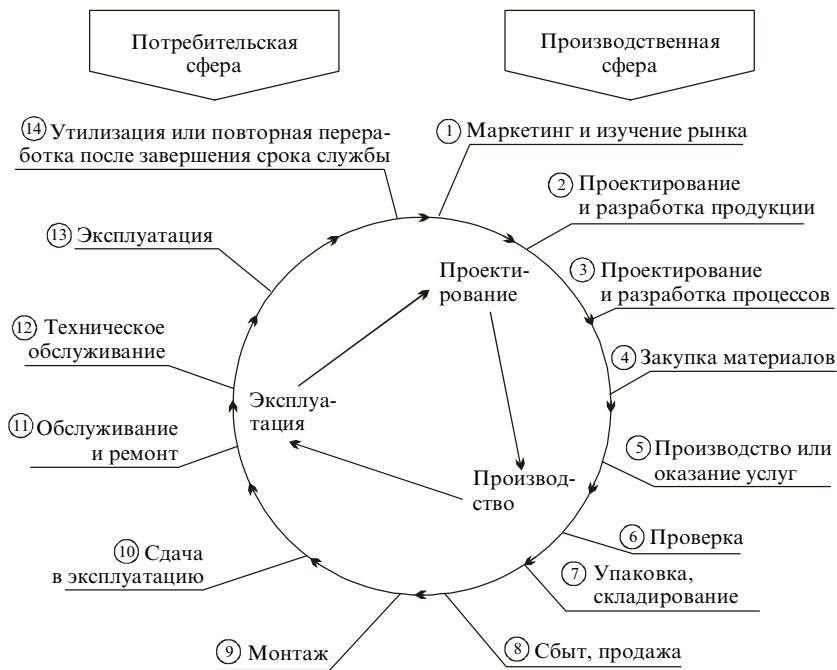 Потребительская
сфера
Производственная
сфера
1 Маркетинг и изучение рынка
2 Проектирование
и разработка продукции
3 Проектирование
и разработка процессов
4 Закупка материалов
5 Производство или
оказание услуг
6 Проверка
7 Упаковка,
складирование
8 Сбыт, продажа
9 Монтаж
10 Сдача
в эксплуатацию
11 Обслуживание
и ремонт
12 Техническое
обслуживание
13 Эксплуатация
14 Утилизация или повторная перера-
ботка после завершения срока службы
Проекти-
рование
Производ-
ство
Эксплуа-
тация